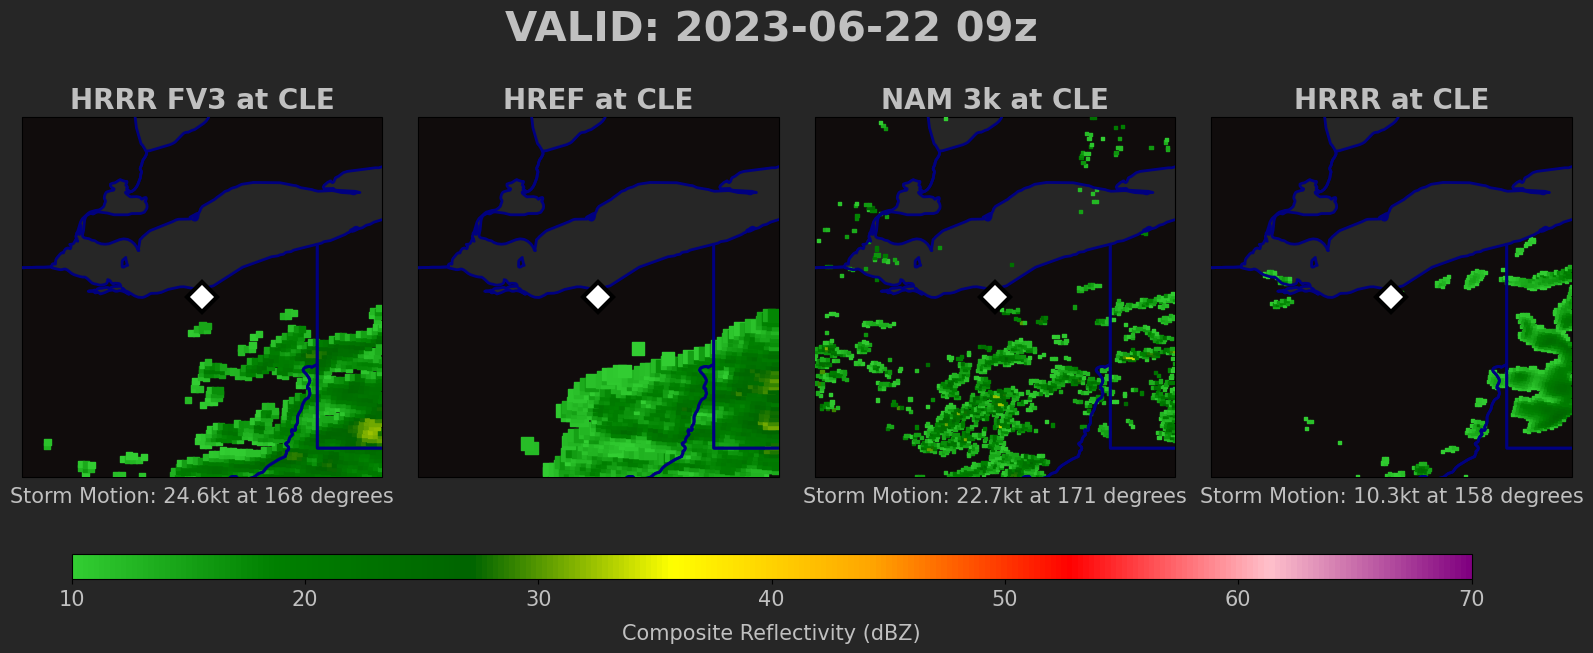 VALID: 2023-06-22 09z
HRRR FV3 at CLE
HREF at CLE
NAM 3k at CLE
HRRR at CLE
Storm Motion: 24.6kt at 168 degrees
Storm Motion: 22.7kt at 171 degrees
Storm Motion: 10.3kt at 158 degrees
10 20 30 40 50 60 70
Composite Reflectivity (dBZ)